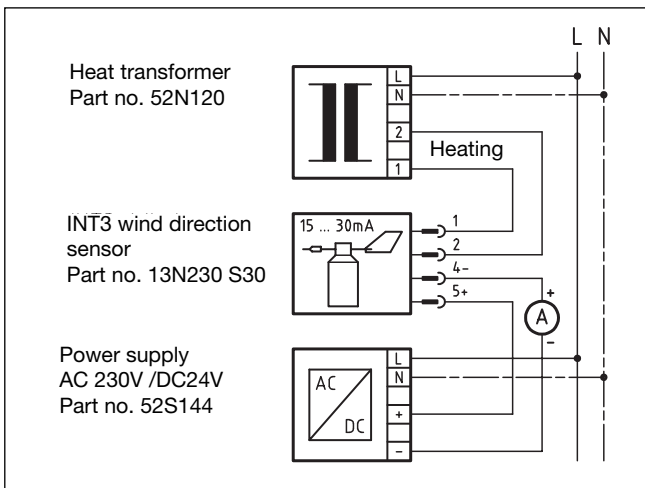 L N
Heat transformer
Part no. 52N120
L
N
2
1
Heating
INT3 wind direction
sensor
Part no. 13N230 S30
15 ... 30mA
1
2
4-
5+
+
A
-
Power supply
AC 230V /DC24V
Part no. 52S144
AC
DC
L
N
+
-